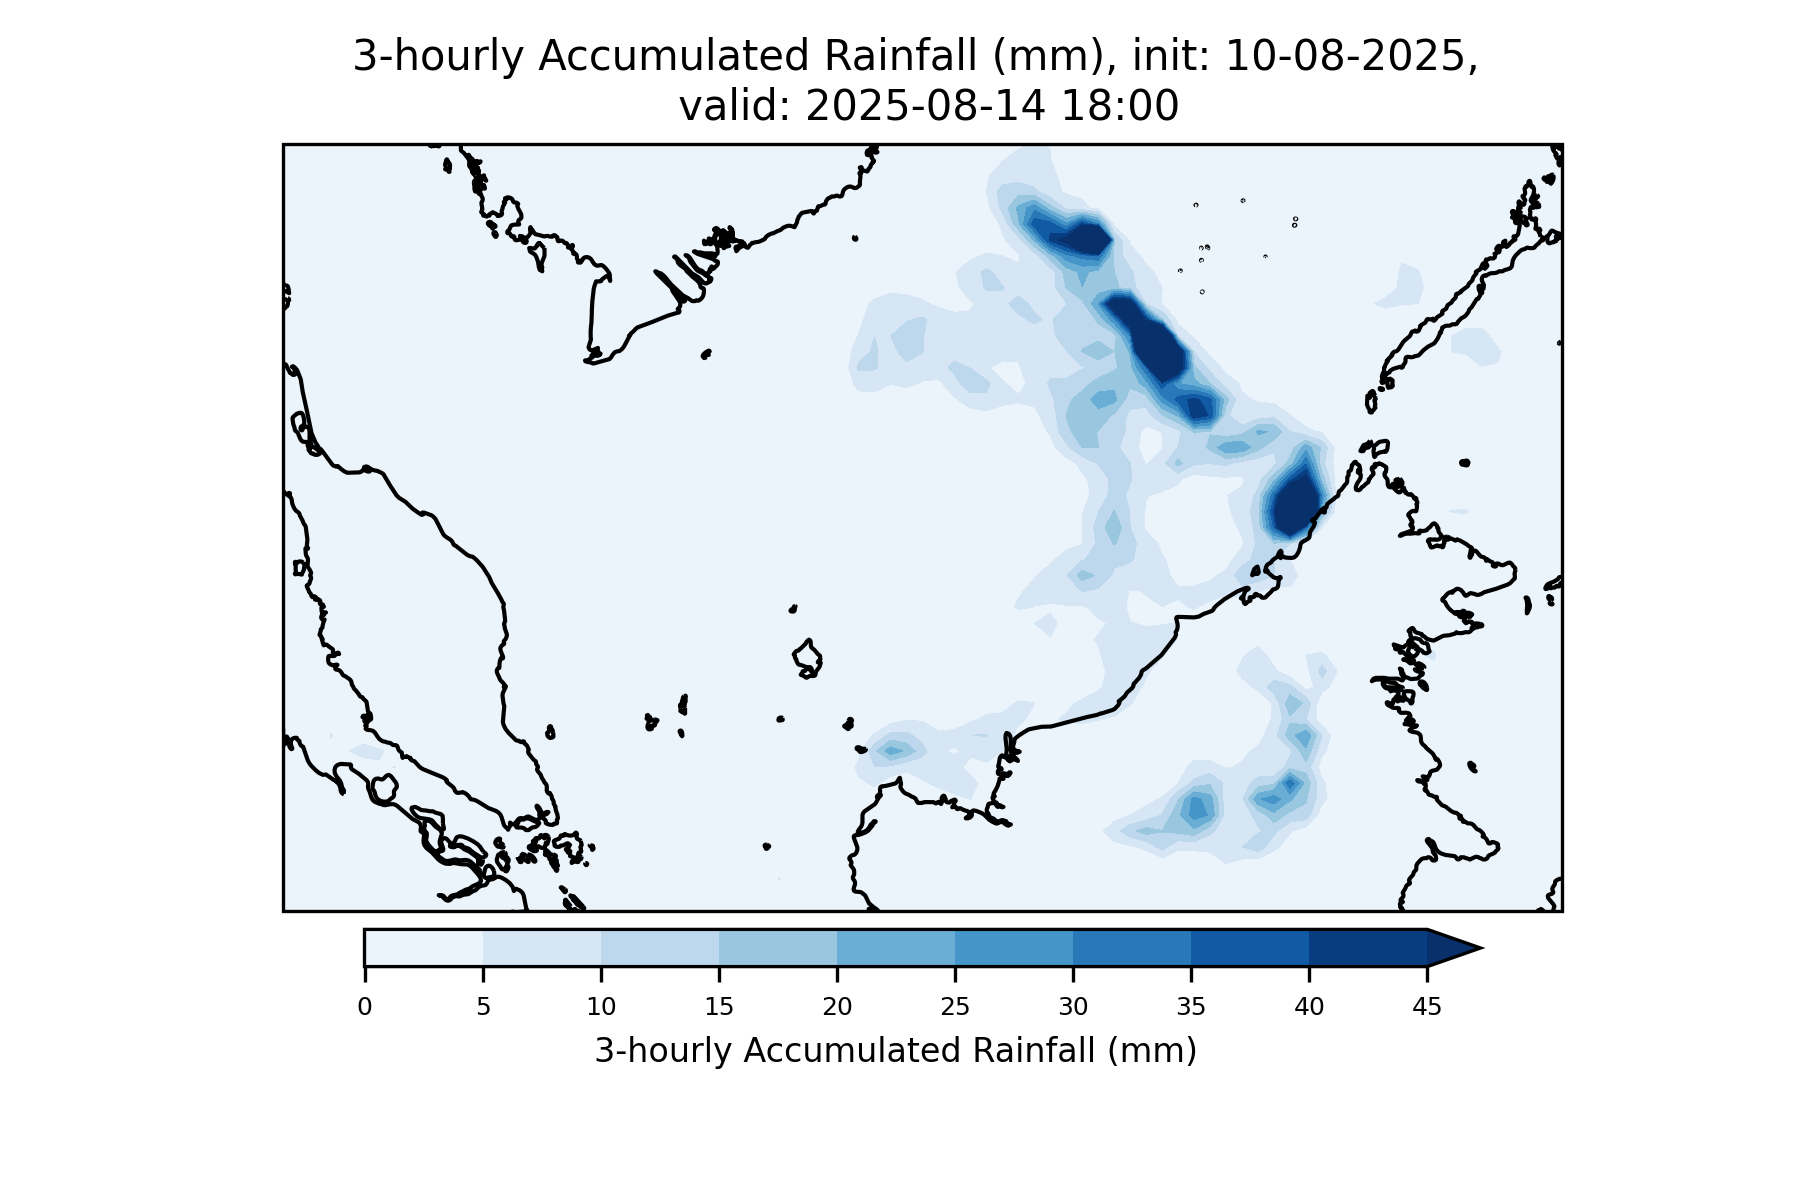 3-hourly Accumulated Rainfall (mm), init: 10-08-2025,
valid: 2025-08-14 18:00
0 5 10 15 20 25 30 35 40 45
3-hourly Accumulated Rainfall (mm)